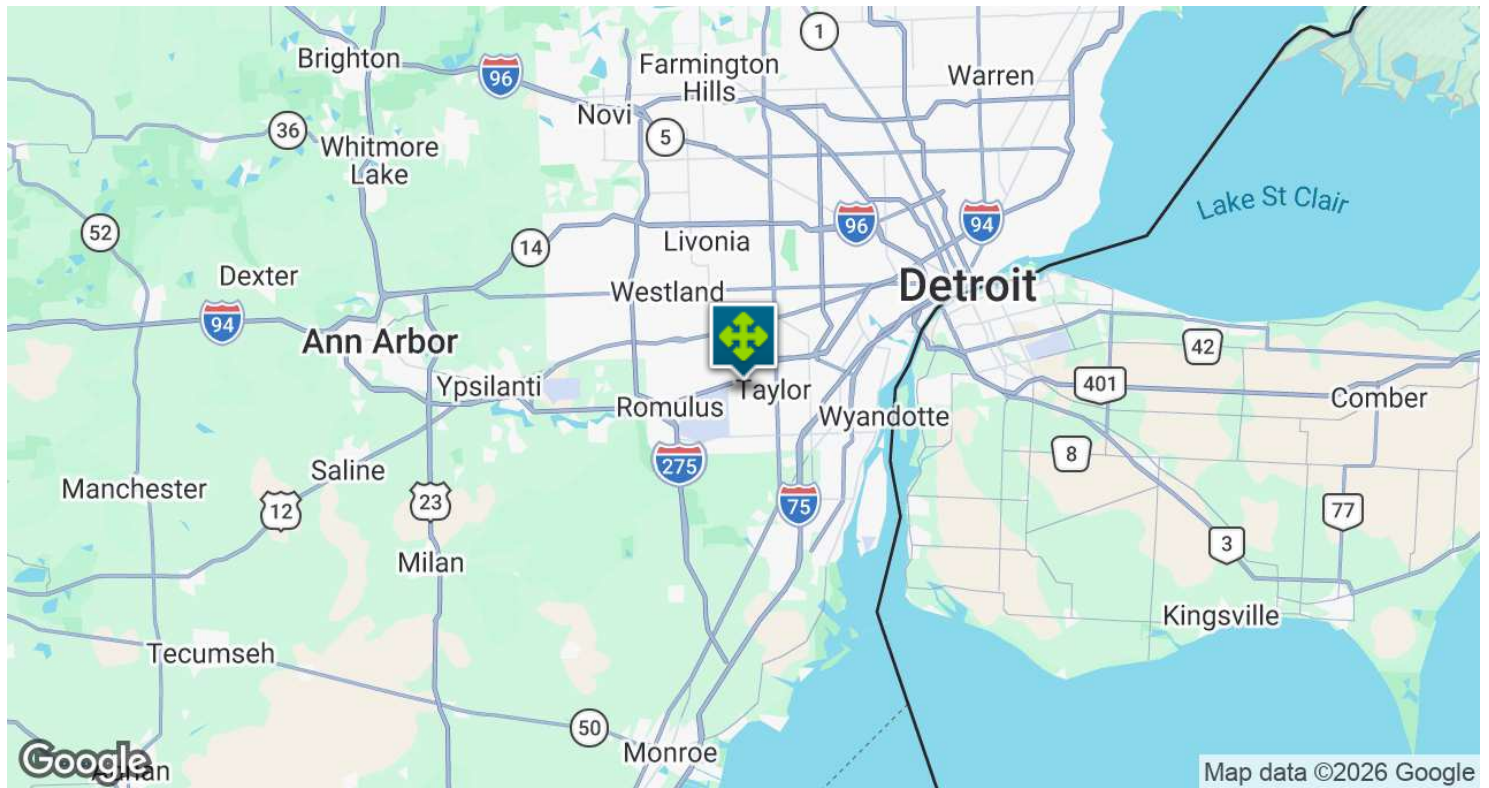 1
Brighton
96
Farmington
Hills
Warren
Novi
36
5
Whitmore
Lake
Lake St Clair
52
14
Livonia
96
94
Dexter
Westland
Detroit
94
Ann Arbor
42
401
Ypsilanti
Taylor
Comber
Romulus
Wyandotte
8
275
Saline
Manchester
12
23
75
77
3
Milan
Kingsville
Tecumseh
50
Monroe
Google
Map data ©2026 Google